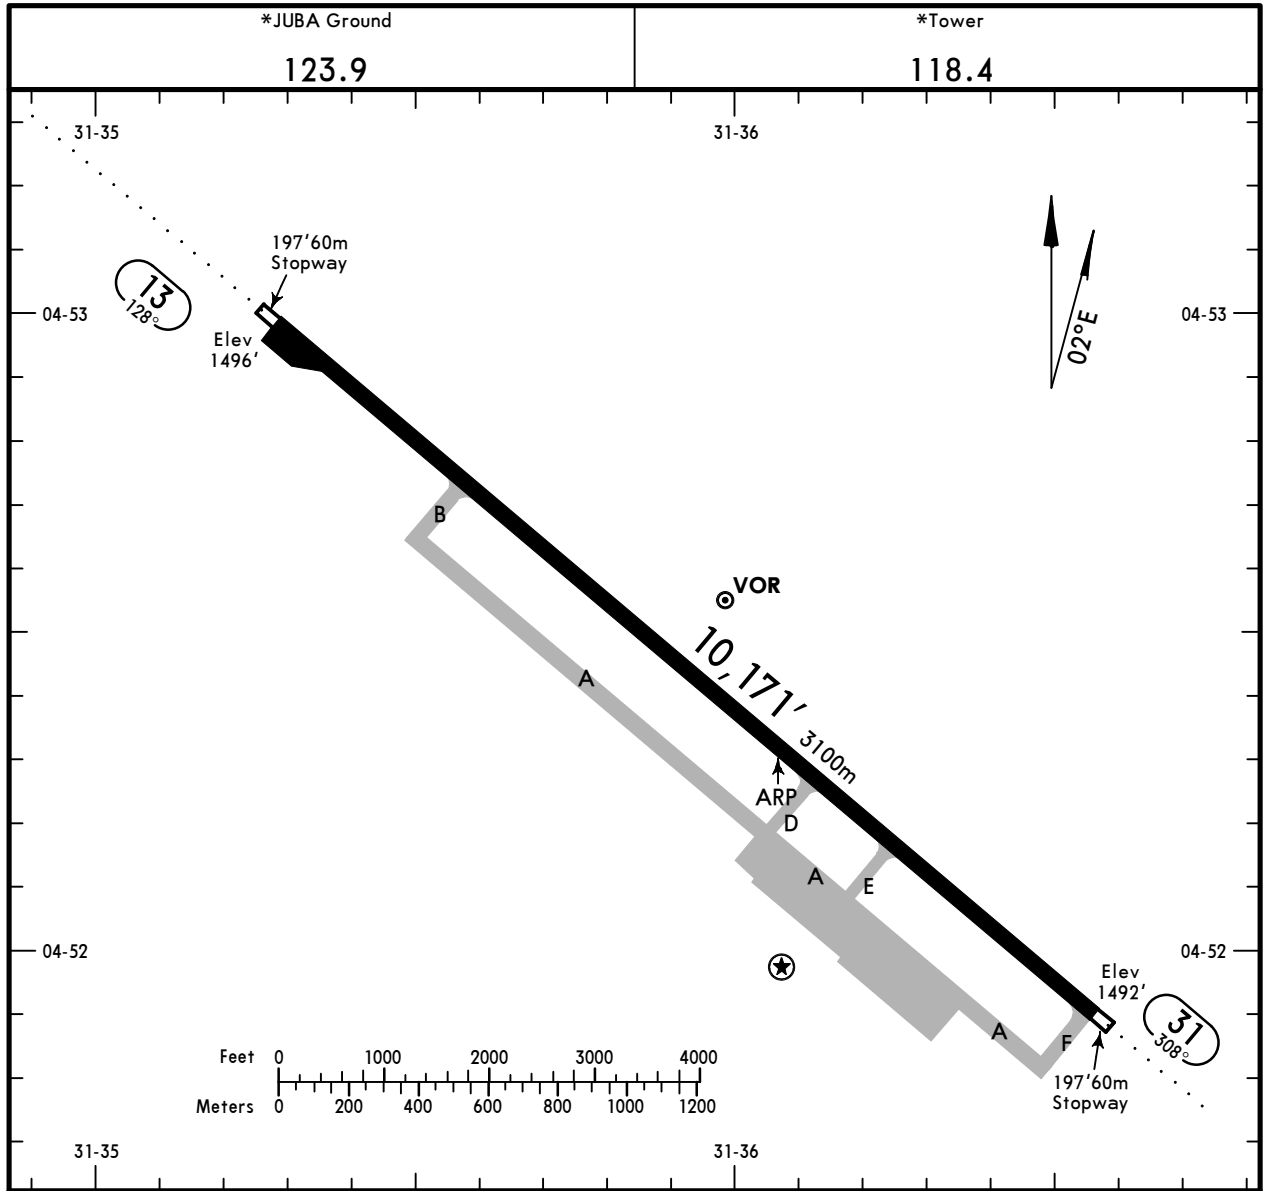 *JUBA Ground
123.9
*Tower
118.4
31-35
31-36
197'60m
Stopway
13
128°
04-53
04-53
Elev
1496'
02°E
B
VOR
A
10,171'
3100m
ARP
D
A
E
04-52
04-52
Elev
1492'
31
308°
A
F
197'60m
Stopway
Feet 0 1000 2000 3000 4000
Meters 0 200 400 600 800 1000 1200
31-35
31-36